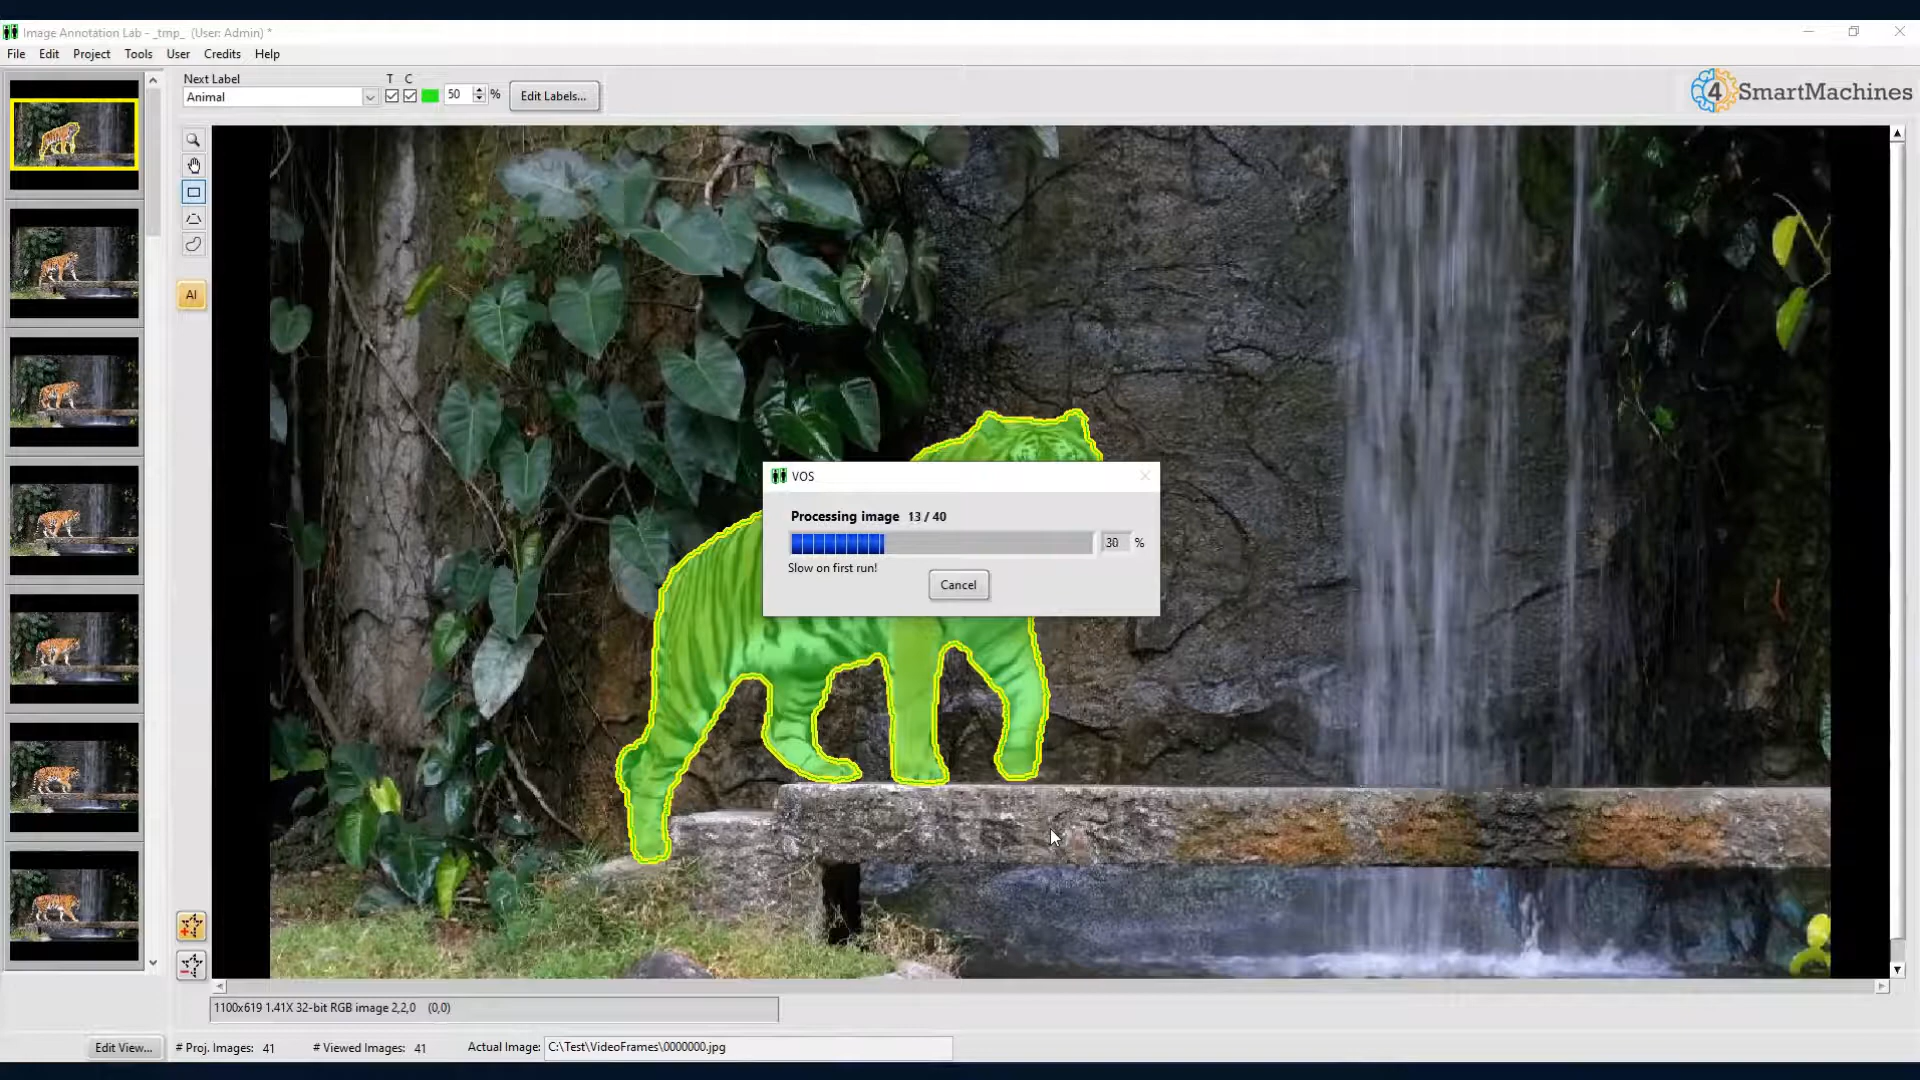 Image Annotation Lab - _tmp_ (User: Admin) *
File Edit Project Tools User Credits Help
Next Label T C
Animal 50 % Edit Labels...
4SmartMachines
AI
VOS
Processing image 13 / 40
30 %
Slow on first run!
Cancel
1100x619 1.41X 32-bit RGB image 2,2,0 (0,0)
Edit View... # Proj. Images: 41 # Viewed Images: 41 Actual Image: C:\Test\VideoFrames\0000000.jpg